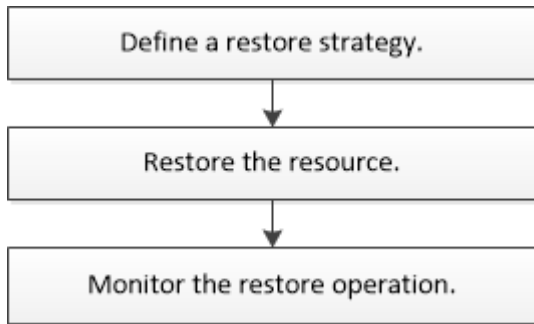 Define a restore strategy.
Restore the resource.
Monitor the restore operation.